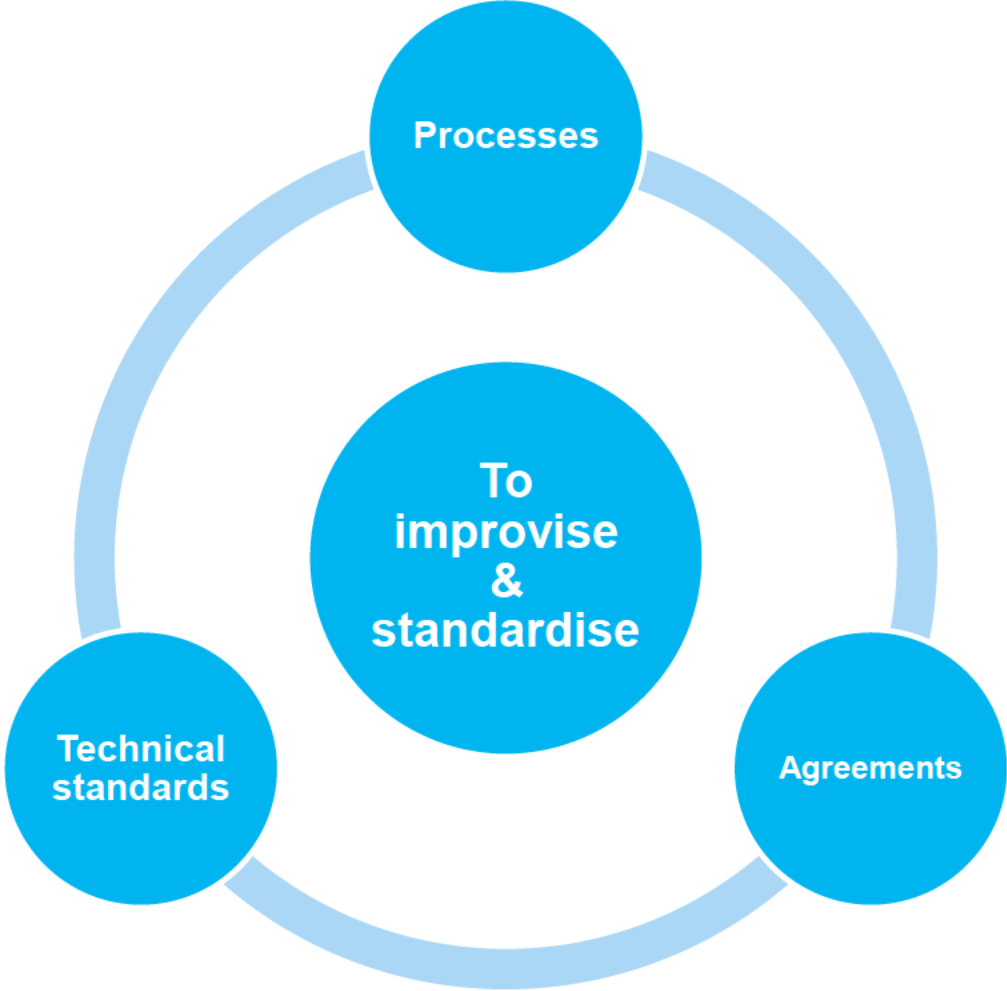 Processes
To
improvise
&
standardise
Technical
standards
Agreements